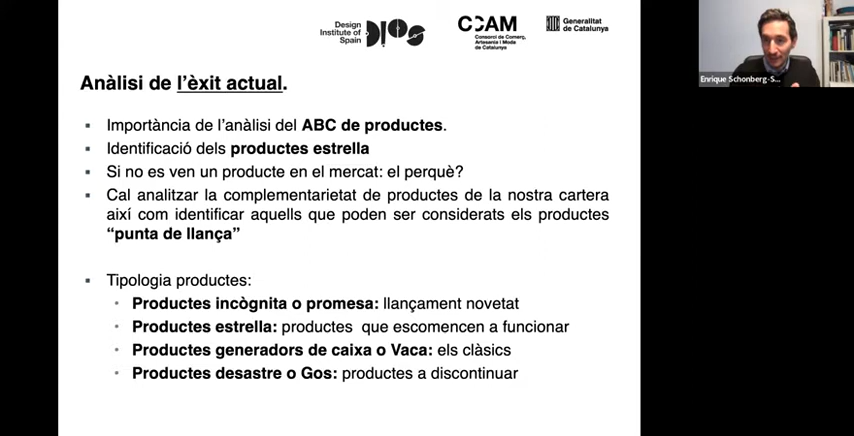 Design
Institute of
Spain
DIOS
CCAM
Consorci de Comerç,
Artesania i Moda
de Catalunya
Generalitat
de Catalunya
Enrique Schonberg-S...
Anàlisi de l’èxit actual.
▪ Importància de l’anàlisi del ABC de productes.
▪ Identificació dels productes estrella
▪ Si no es ven un producte en el mercat: el perquè?
▪ Cal analitzar la complementarietat de productes de la nostra cartera
així com identificar aquells que poden ser considerats els productes
“punta de llança”
▪ Tipologia productes:
• Productes incògnita o promesa: llançament novetat
• Productes estrella: productes que escomencen a funcionar
• Productes generadors de caixa o Vaca: els clàsics
• Productes desastre o Gos: productes a discontinuar